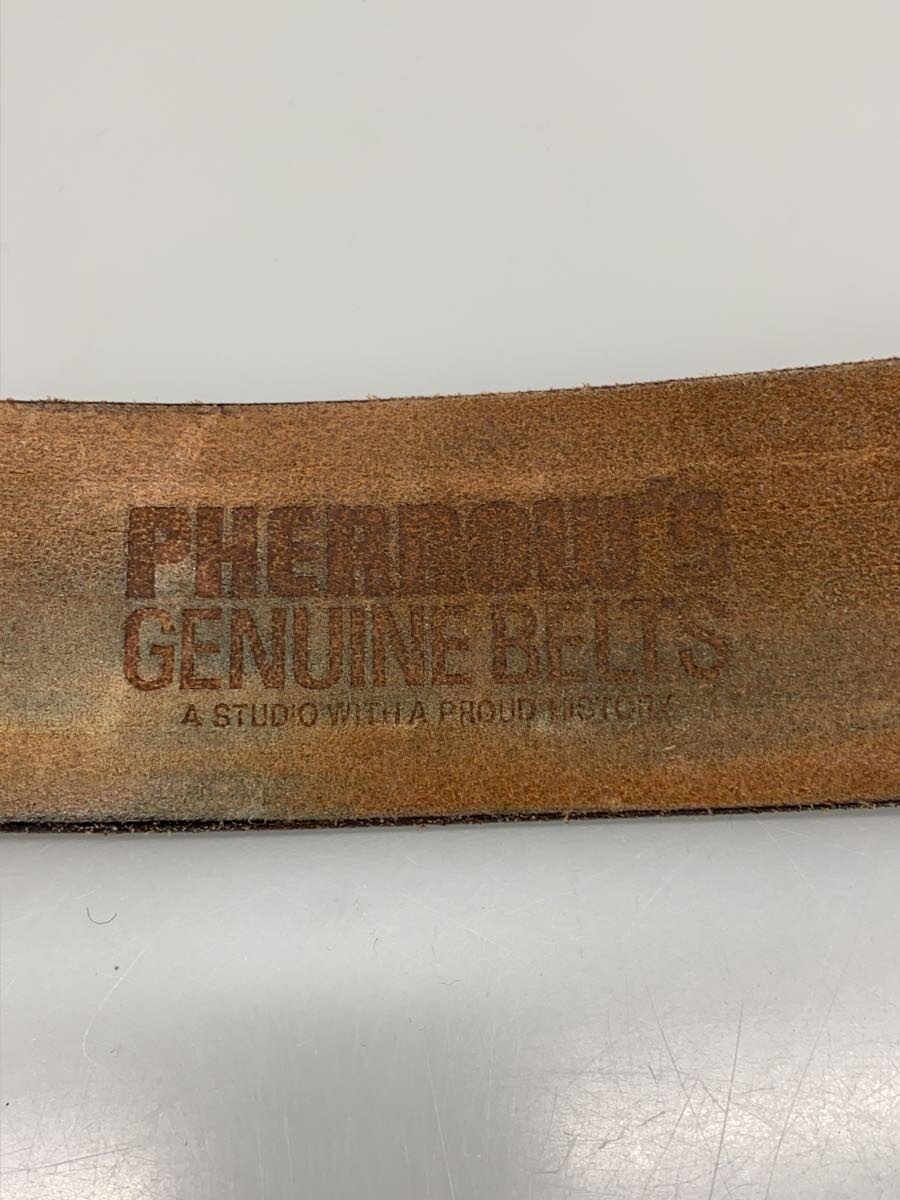 PHERROW'S
GENUINE BELTS
A STUDIO WITH A PROUD HISTORY